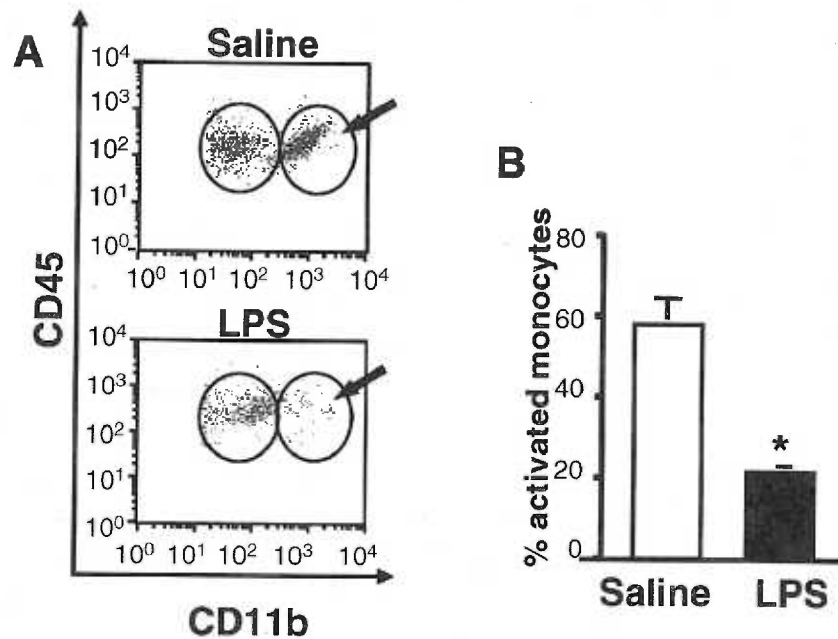 A
Saline
10⁴
10³
10²
10¹
10⁰
10⁰ 10¹ 10² 10³ 10⁴
LPS
10⁴
10³
10²
10¹
10⁰
10⁰ 10¹ 10² 10³ 10⁴
CD45
CD11b
B
% activated monocytes
80
60
40
20
0
*
Saline LPS